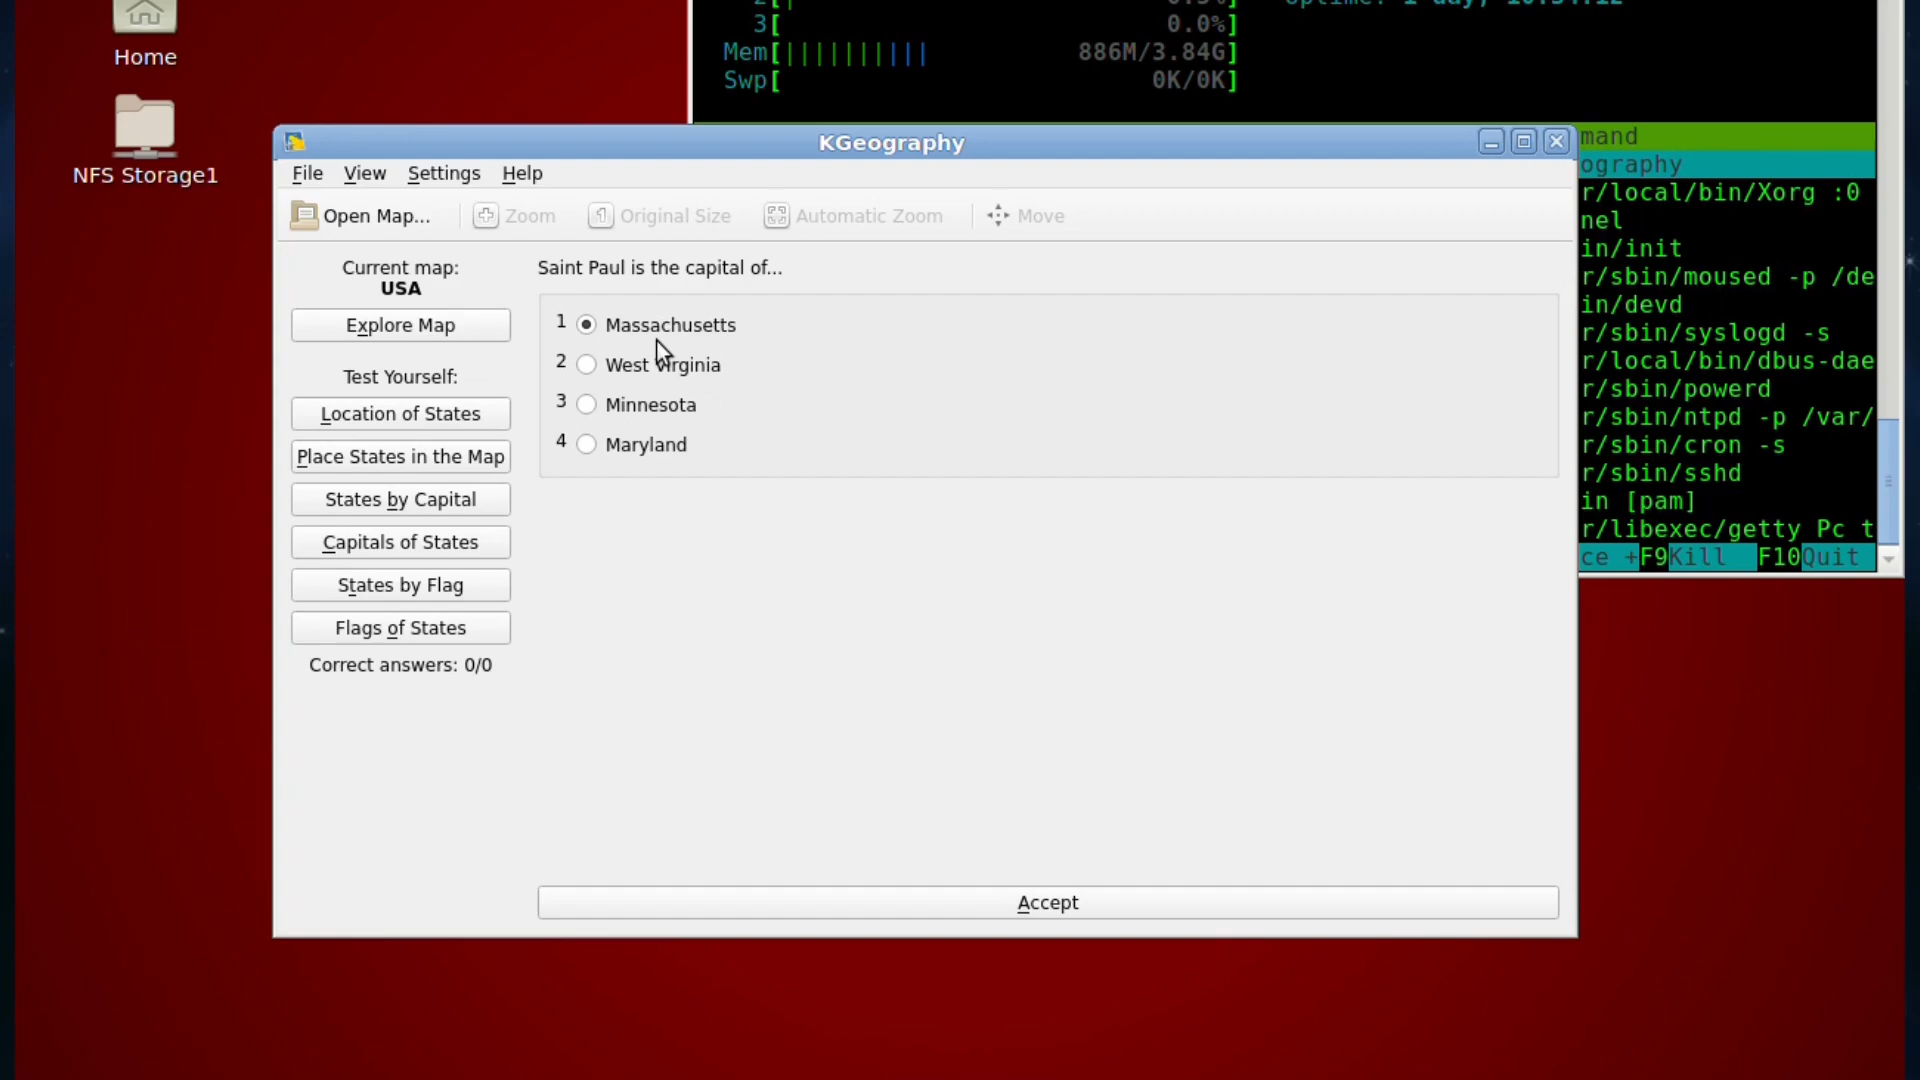 Home
NFS Storage1
3[ 0.0%]
Mem[|||||||||| 886M/3.84G]
Swp[ 0K/0K]
KGeography
File View Settings Help
Open Map... Zoom Original Size Automatic Zoom Move
Current map:
USA
Explore Map
Test Yourself:
Location of States
Place States in the Map
States by Capital
Capitals of States
States by Flag
Flags of States
Correct answers: 0/0
Saint Paul is the capital of...
1 Massachusetts
2 West Virginia
3 Minnesota
4 Maryland
Accept
mand
ography
r/local/bin/Xorg :0
nel
in/init
r/sbin/moused -p /de
in/devd
r/sbin/syslogd -s
r/local/bin/dbus-dae
r/sbin/powerd
r/sbin/ntpd -p /var/
r/sbin/cron -s
r/sbin/sshd
in [pam]
r/libexec/getty Pc t
ce +F9Kill F10Quit